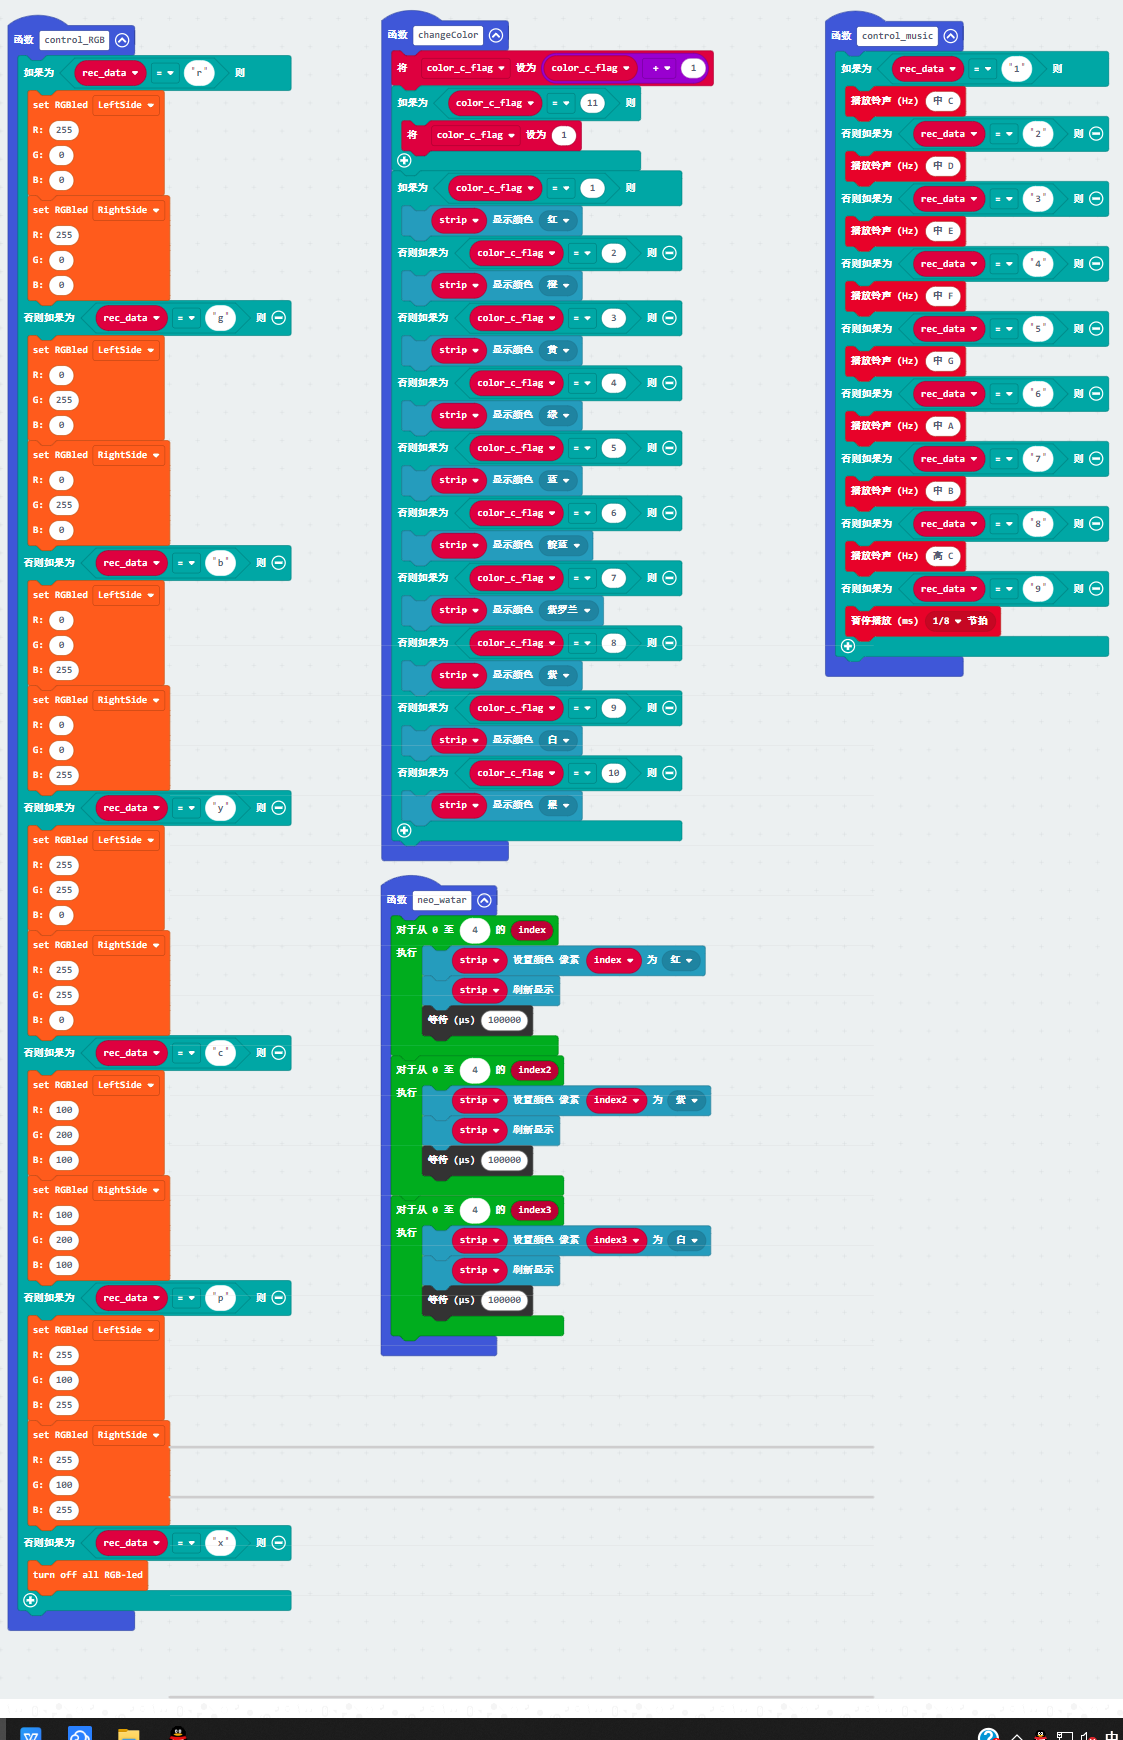 函数 control_RGB
如果为 rec_data = "r" 则
set RGBled LeftSide
R: 255
G: 0
B: 0
set RGBled RightSide
R: 255
G: 0
B: 0
否则如果为 rec_data = "g" 则
set RGBled LeftSide
R: 0
G: 255
B: 0
set RGBled RightSide
R: 0
G: 255
B: 0
否则如果为 rec_data = "b" 则
set RGBled LeftSide
R: 0
G: 0
B: 255
set RGBled RightSide
R: 0
G: 0
B: 255
否则如果为 rec_data = "y" 则
set RGBled LeftSide
R: 255
G: 255
B: 0
set RGBled RightSide
R: 255
G: 255
B: 0
否则如果为 rec_data = "c" 则
set RGBled LeftSide
R: 100
G: 200
B: 100
set RGBled RightSide
R: 100
G: 200
B: 100
否则如果为 rec_data = "p" 则
set RGBled LeftSide
R: 255
G: 100
B: 255
set RGBled RightSide
R: 255
G: 100
B: 255
否则如果为 rec_data = "x" 则
turn off all RGB-led
函数 changeColor
将 color_c_flag 设为 color_c_flag + 1
如果为 color_c_flag = 11 则
将 color_c_flag 设为 1
如果为 color_c_flag = 1 则
strip 显示颜色 红
否则如果为 color_c_flag = 2 则
strip 显示颜色 橙
否则如果为 color_c_flag = 3 则
strip 显示颜色 黄
否则如果为 color_c_flag = 4 则
strip 显示颜色 绿
否则如果为 color_c_flag = 5 则
strip 显示颜色 蓝
否则如果为 color_c_flag = 6 则
strip 显示颜色 靛蓝
否则如果为 color_c_flag = 7 则
strip 显示颜色 紫罗兰
否则如果为 color_c_flag = 8 则
strip 显示颜色 紫
否则如果为 color_c_flag = 9 则
strip 显示颜色 白
否则如果为 color_c_flag = 10 则
strip 显示颜色 黑
函数 neo_watar
对于从 0 至 4 的 index
执行 strip 设置颜色 像素 index 为 红
strip 刷新显示
等待 (µs) 100000
对于从 0 至 4 的 index2
执行 strip 设置颜色 像素 index2 为 紫
strip 刷新显示
等待 (µs) 100000
对于从 0 至 4 的 index3
执行 strip 设置颜色 像素 index3 为 白
strip 刷新显示
等待 (µs) 100000
函数 control_music
如果为 rec_data = "1" 则
播放铃声 (Hz) 中 C
否则如果为 rec_data = "2" 则
播放铃声 (Hz) 中 D
否则如果为 rec_data = "3" 则
播放铃声 (Hz) 中 E
否则如果为 rec_data = "4" 则
播放铃声 (Hz) 中 F
否则如果为 rec_data = "5" 则
播放铃声 (Hz) 中 G
否则如果为 rec_data = "6" 则
播放铃声 (Hz) 中 A
否则如果为 rec_data = "7" 则
播放铃声 (Hz) 中 B
否则如果为 rec_data = "8" 则
播放铃声 (Hz) 高 C
否则如果为 rec_data = "9" 则
暂停播放 (ms) 1/8 节拍
中